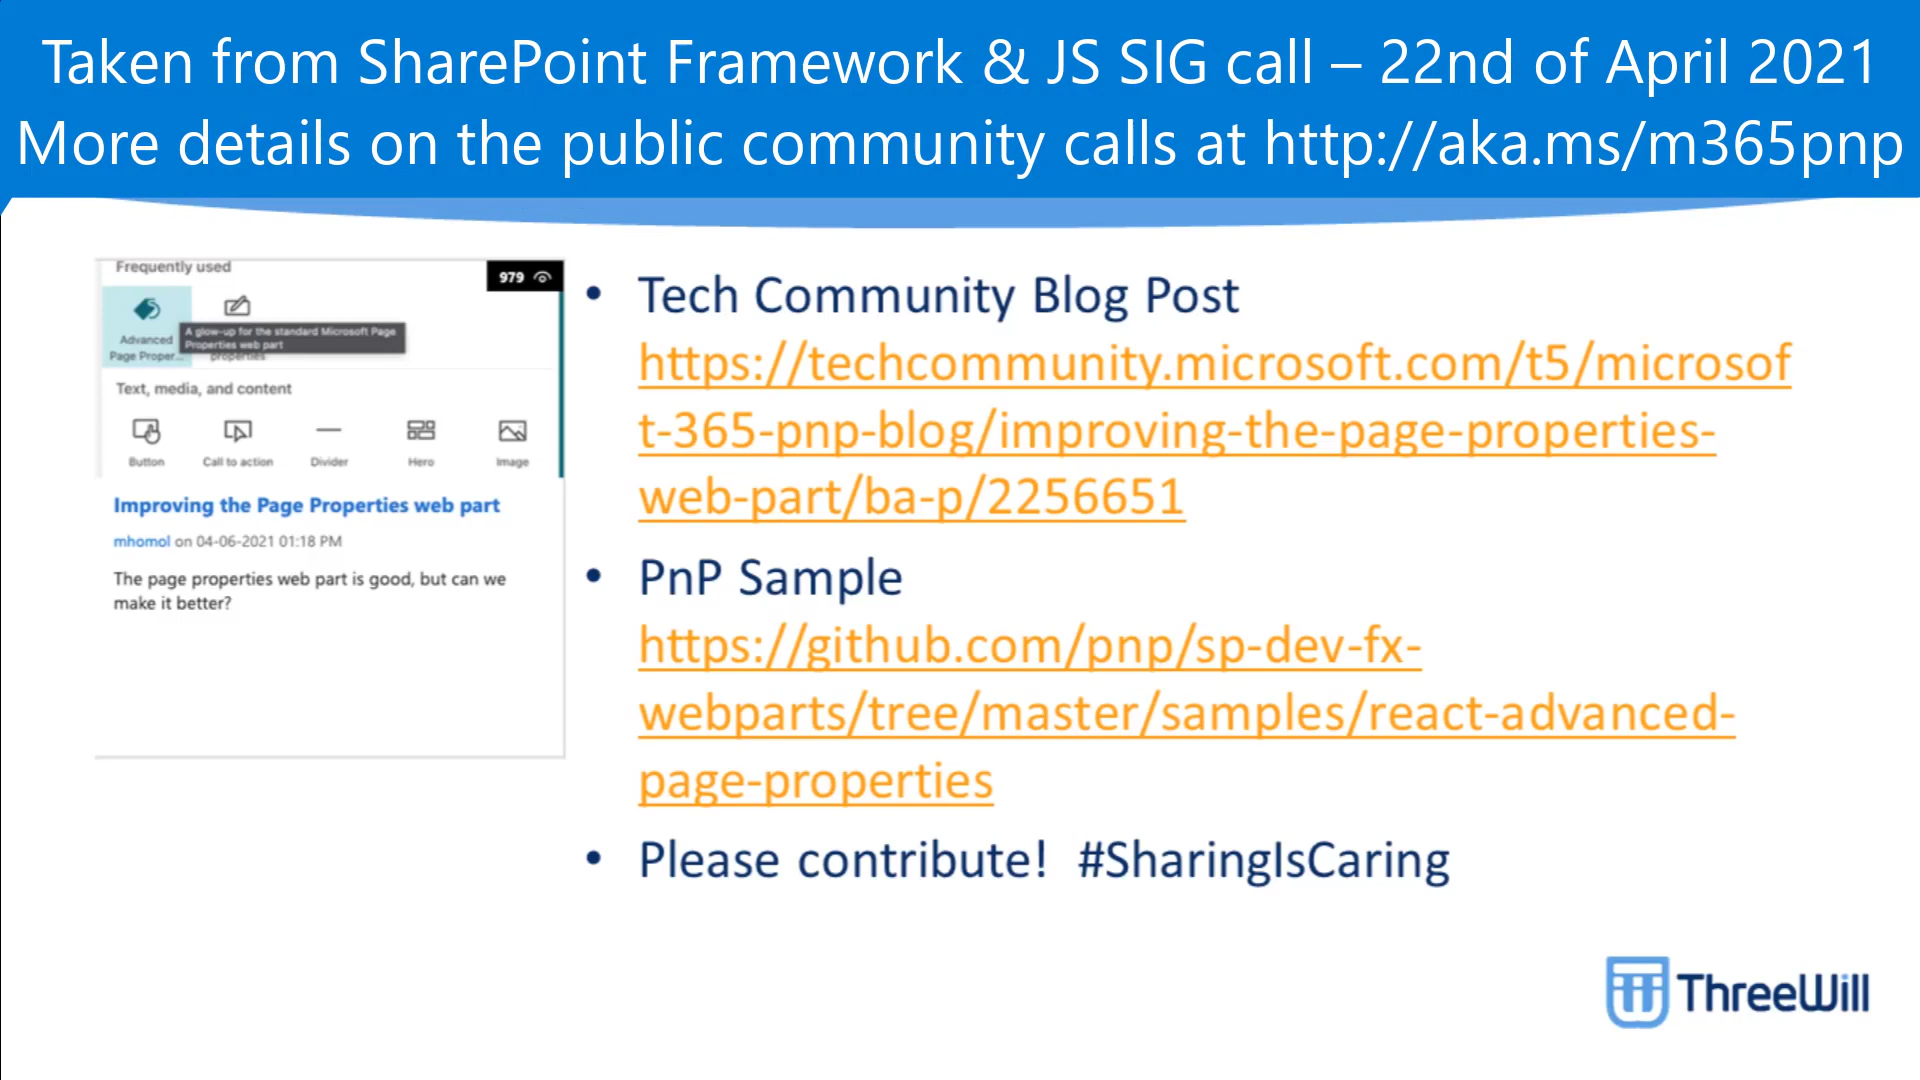 Taken from SharePoint Framework & JS SIG call – 22nd of April 2021
More details on the public community calls at http://aka.ms/m365pnp
Frequently used
979
Advanced
Page Proper...
A glow-up for the standard Microsoft Page
Properties web part
properties
Text, media, and content
Button
Call to action
Divider
Hero
Image
Improving the Page Properties web part
mhomol on 04-06-2021 01:18 PM
The page properties web part is good, but can we
make it better?
• Tech Community Blog Post
https://techcommunity.microsoft.com/t5/microsof
t-365-pnp-blog/improving-the-page-properties-
web-part/ba-p/2256651
• PnP Sample
https://github.com/pnp/sp-dev-fx-
webparts/tree/master/samples/react-advanced-
page-properties
• Please contribute! #SharingIsCaring
ThreeWill